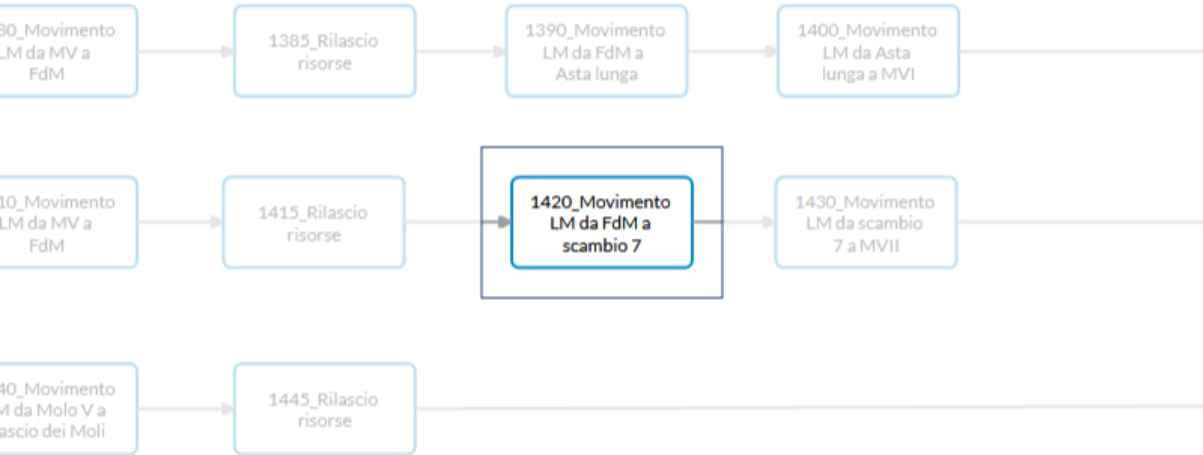 30_Movimento
LM da MV a
FdM
1385_Rilascio
risorse
1390_Movimento
LM da FdM a
Asta lunga
1400_Movimento
LM da Asta
lunga a MVI
10_Movimento
LM da MV a
FdM
1415_Rilascio
risorse
1420_Movimento
LM da FdM a
scambio 7
1430_Movimento
LM da scambio
7 a MVII
40_Movimento
M da Molo V a
ascio dei Moli
1445_Rilascio
risorse